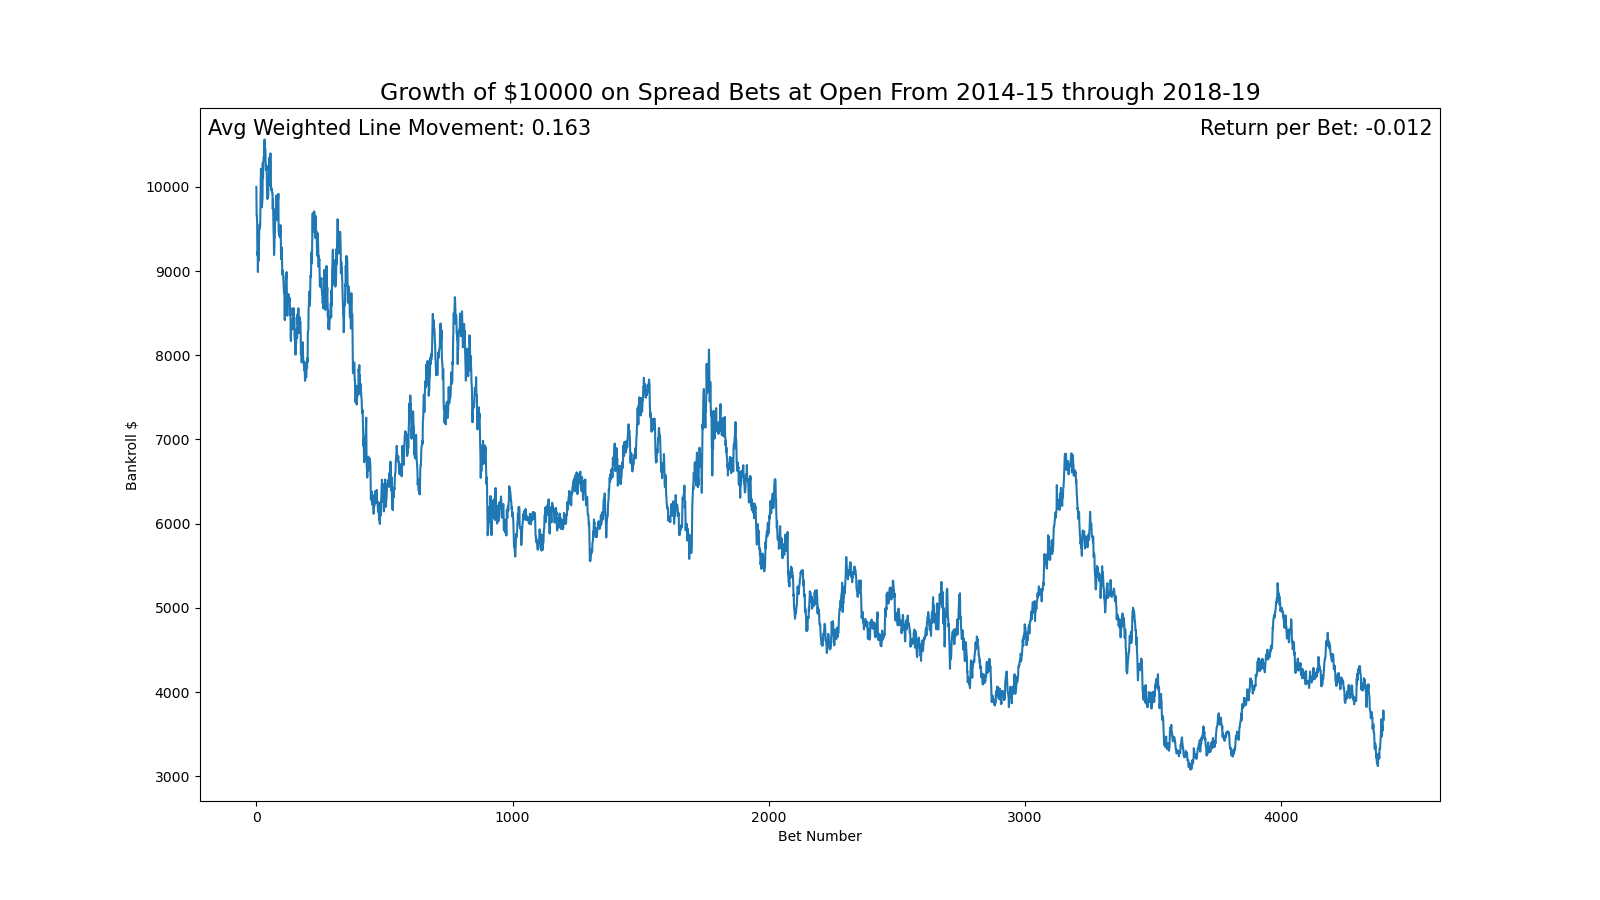 Growth of $10000 on Spread Bets at Open From 2014-15 through 2018-19
Avg Weighted Line Movement: 0.163
Return per Bet: -0.012
10000
9000
8000
7000
6000
5000
4000
3000
Bankroll $
0
1000
2000
3000
4000
Bet Number